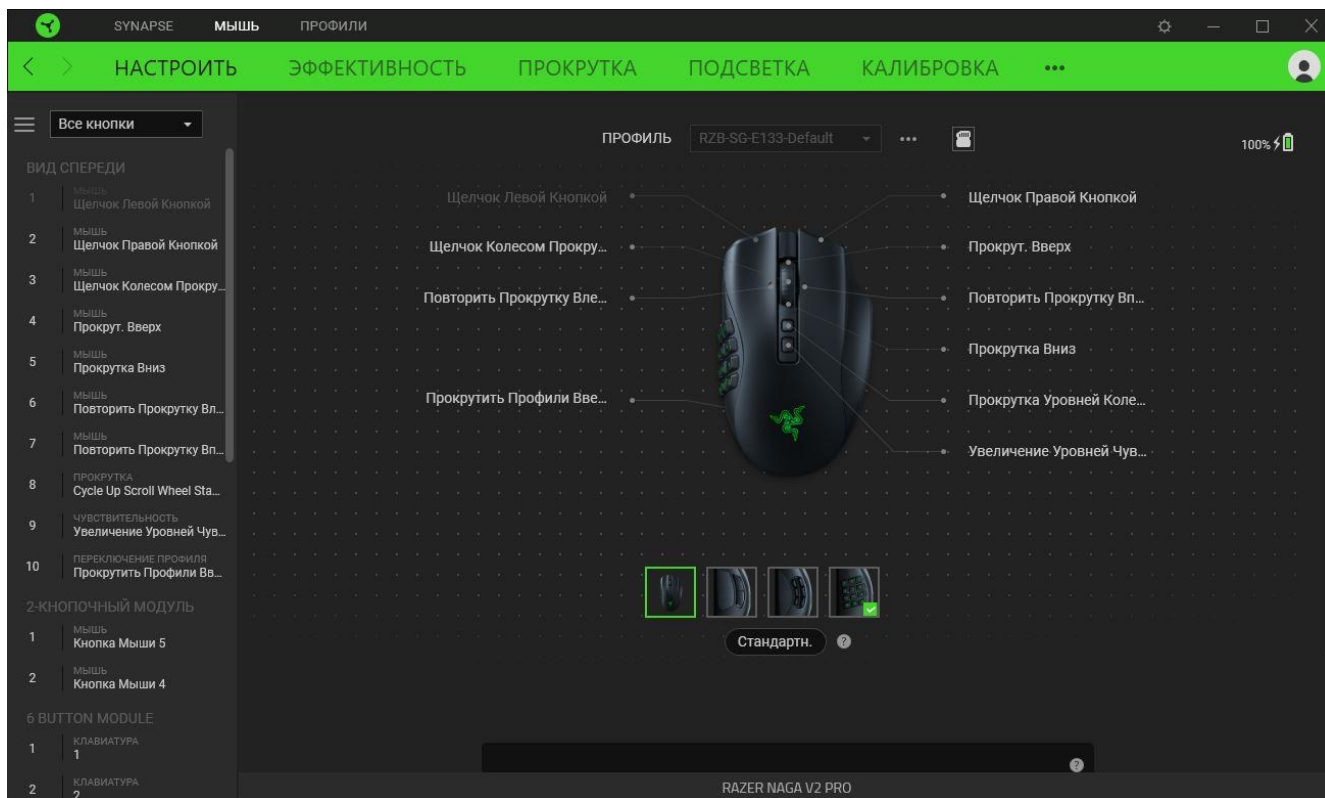 SYNAPSE МЫШЬ ПРОФИЛИ
НАСТРОИТЬ ЭФФЕКТИВНОСТЬ ПРОКРУТКА ПОДСВЕТКА КАЛИБРОВКА •••
Все кнопки
ПРОФИЛЬ RZB-SG-E133-Default •••
100%
ВИД СПЕРЕДИ
1 МЫШЬ
Щелчок Левой Кнопкой
2 МЫШЬ
Щелчок Правой Кнопкой
3 МЫШЬ
Щелчок Колесом Прокру...
4 МЫШЬ
Прокрут. Вверх
5 МЫШЬ
Прокрутка Вниз
6 МЫШЬ
Повторить Прокрутку Вл...
7 МЫШЬ
Повторить Прокрутку Вп...
8 ПРОКРУТКА
Cycle Up Scroll Wheel Sta...
9 ЧУВСТВИТЕЛЬНОСТЬ
Увеличение Уровней Чув...
10 ПЕРЕКЛЮЧЕНИЕ ПРОФИЛЯ
Прокрутить Профили Вв...
2-КНОПОЧНЫЙ МОДУЛЬ
1 МЫШЬ
Кнопка Мыши 5
2 МЫШЬ
Кнопка Мыши 4
6 BUTTON MODULE
1 КЛАВИАТУРА
1
2 КЛАВИАТУРА
2
Щелчок Левой Кнопкой
Щелчок Колесом Прокру...
Повторить Прокрутку Вле...
Прокрутить Профили Вве...
Щелчок Правой Кнопкой
Прокрут. Вверх
Повторить Прокрутку Вп...
Прокрутка Вниз
Прокрутка Уровней Коле...
Увеличение Уровней Чув...
Стандартн. ?
?
RAZER NAGA V2 PRO